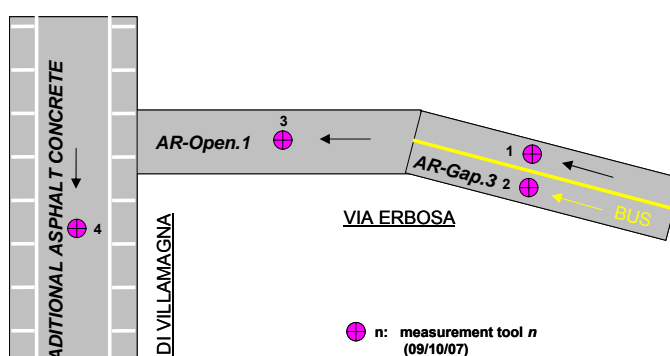 ADITIONAL ASPHALT CONCRETE
4
DI VILLAMAGNA
AR-Open.1
3
1
AR-Gap.3
2
BUS
VIA ERBOSA
n: measurement tool n
(09/10/07)